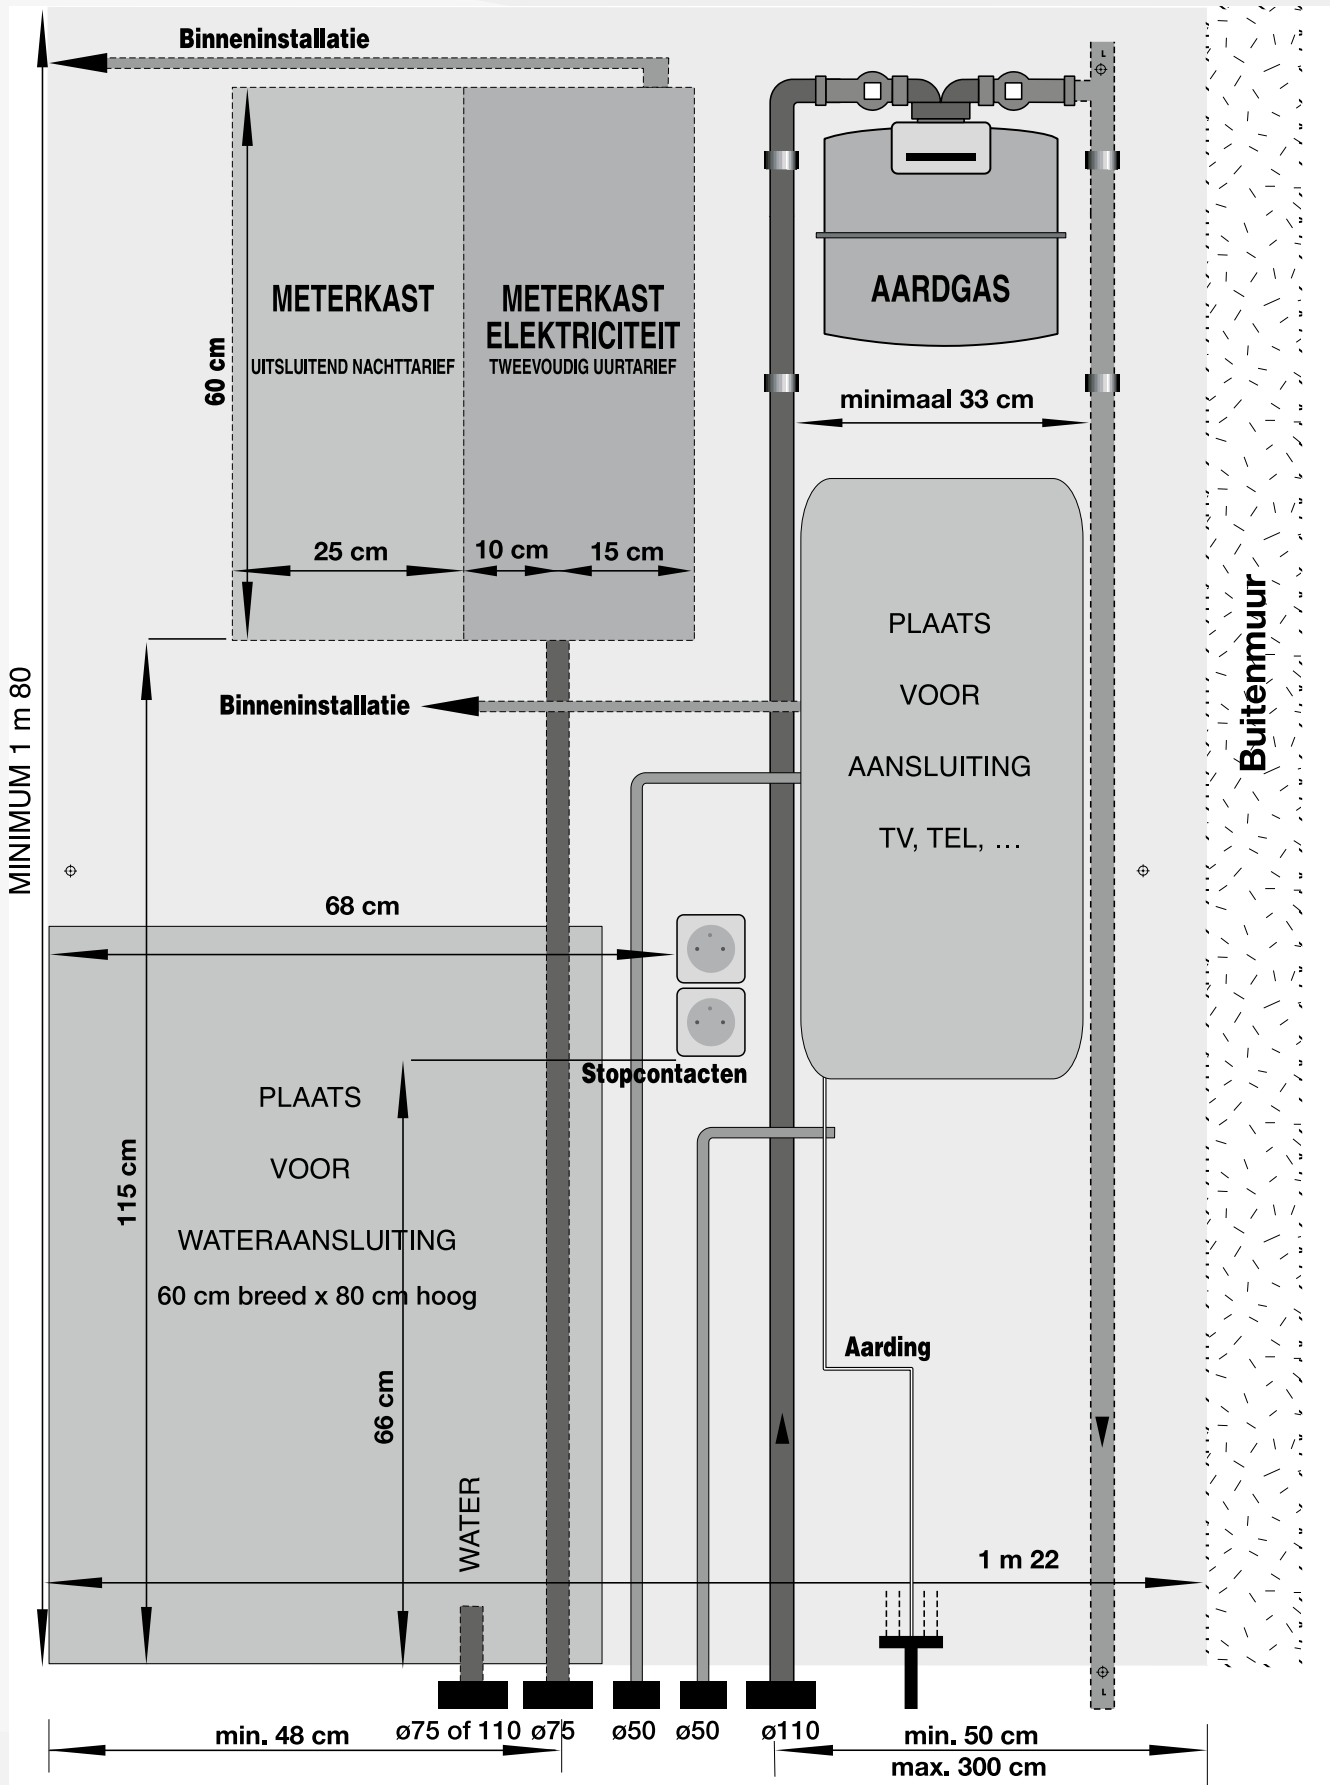 Binneninstallatie
METERKAST
UITSLUITEND NACHTTARIEF
METERKAST
ELEKTRICITEIT
TWEEVOUDIG UURTARIEF
60 cm
25 cm
10 cm
15 cm
L
AARDGAS
minimaal 33 cm
PLAATS
VOOR
AANSLUITING
TV, TEL, ...
Buitenmuur
MINIMUM 1 m 80
Binneninstallatie
68 cm
Stopcontacten
115 cm
PLAATS
VOOR
WATERAANSLUITING
60 cm breed x 80 cm hoog
66 cm
WATER
Aarding
1 m 22
L
min. 48 cm
ø75 of 110
ø75
ø50
ø50
ø110
min. 50 cm
max. 300 cm